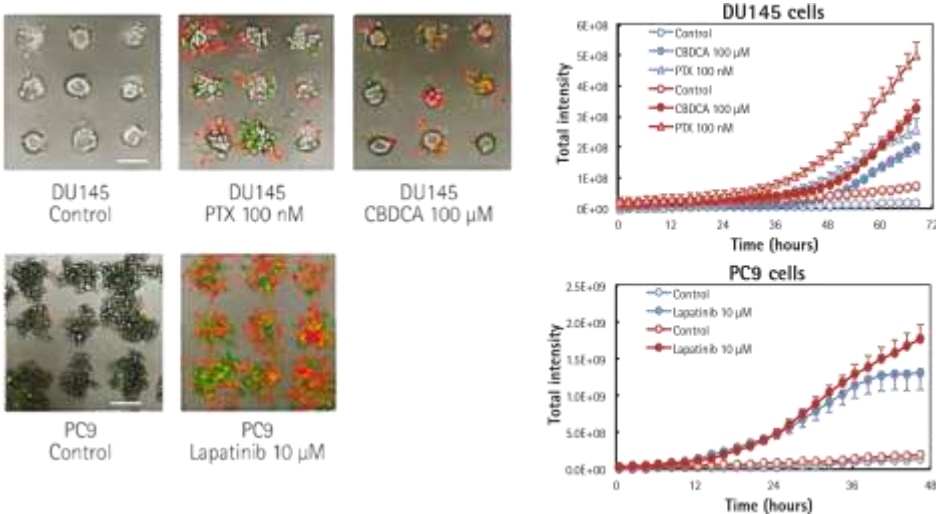 DU145
Control
DU145
PTX 100 nM
DU145
CBDCA 100 µM
PC9
Control
PC9
Lapatinib 10 µM
DU145 cells
6E+08
5E+08
4E+08
3E+08
2E+08
1E+08
0E+00
Total intensity
Control
CBDCA 100 µM
PTX 100 nM
Control
CBDCA 100 µM
PTX 100 nM
0 12 24 36 48 60 72
Time (hours)
PC9 cells
2.5E+09
2.0E+09
1.5E+09
1.0E+09
5.0E+08
0.0E+00
Total intensity
Control
Lapatinib 10 µM
Control
Lapatinib 10 µM
0 12 24 36 48
Time (hours)